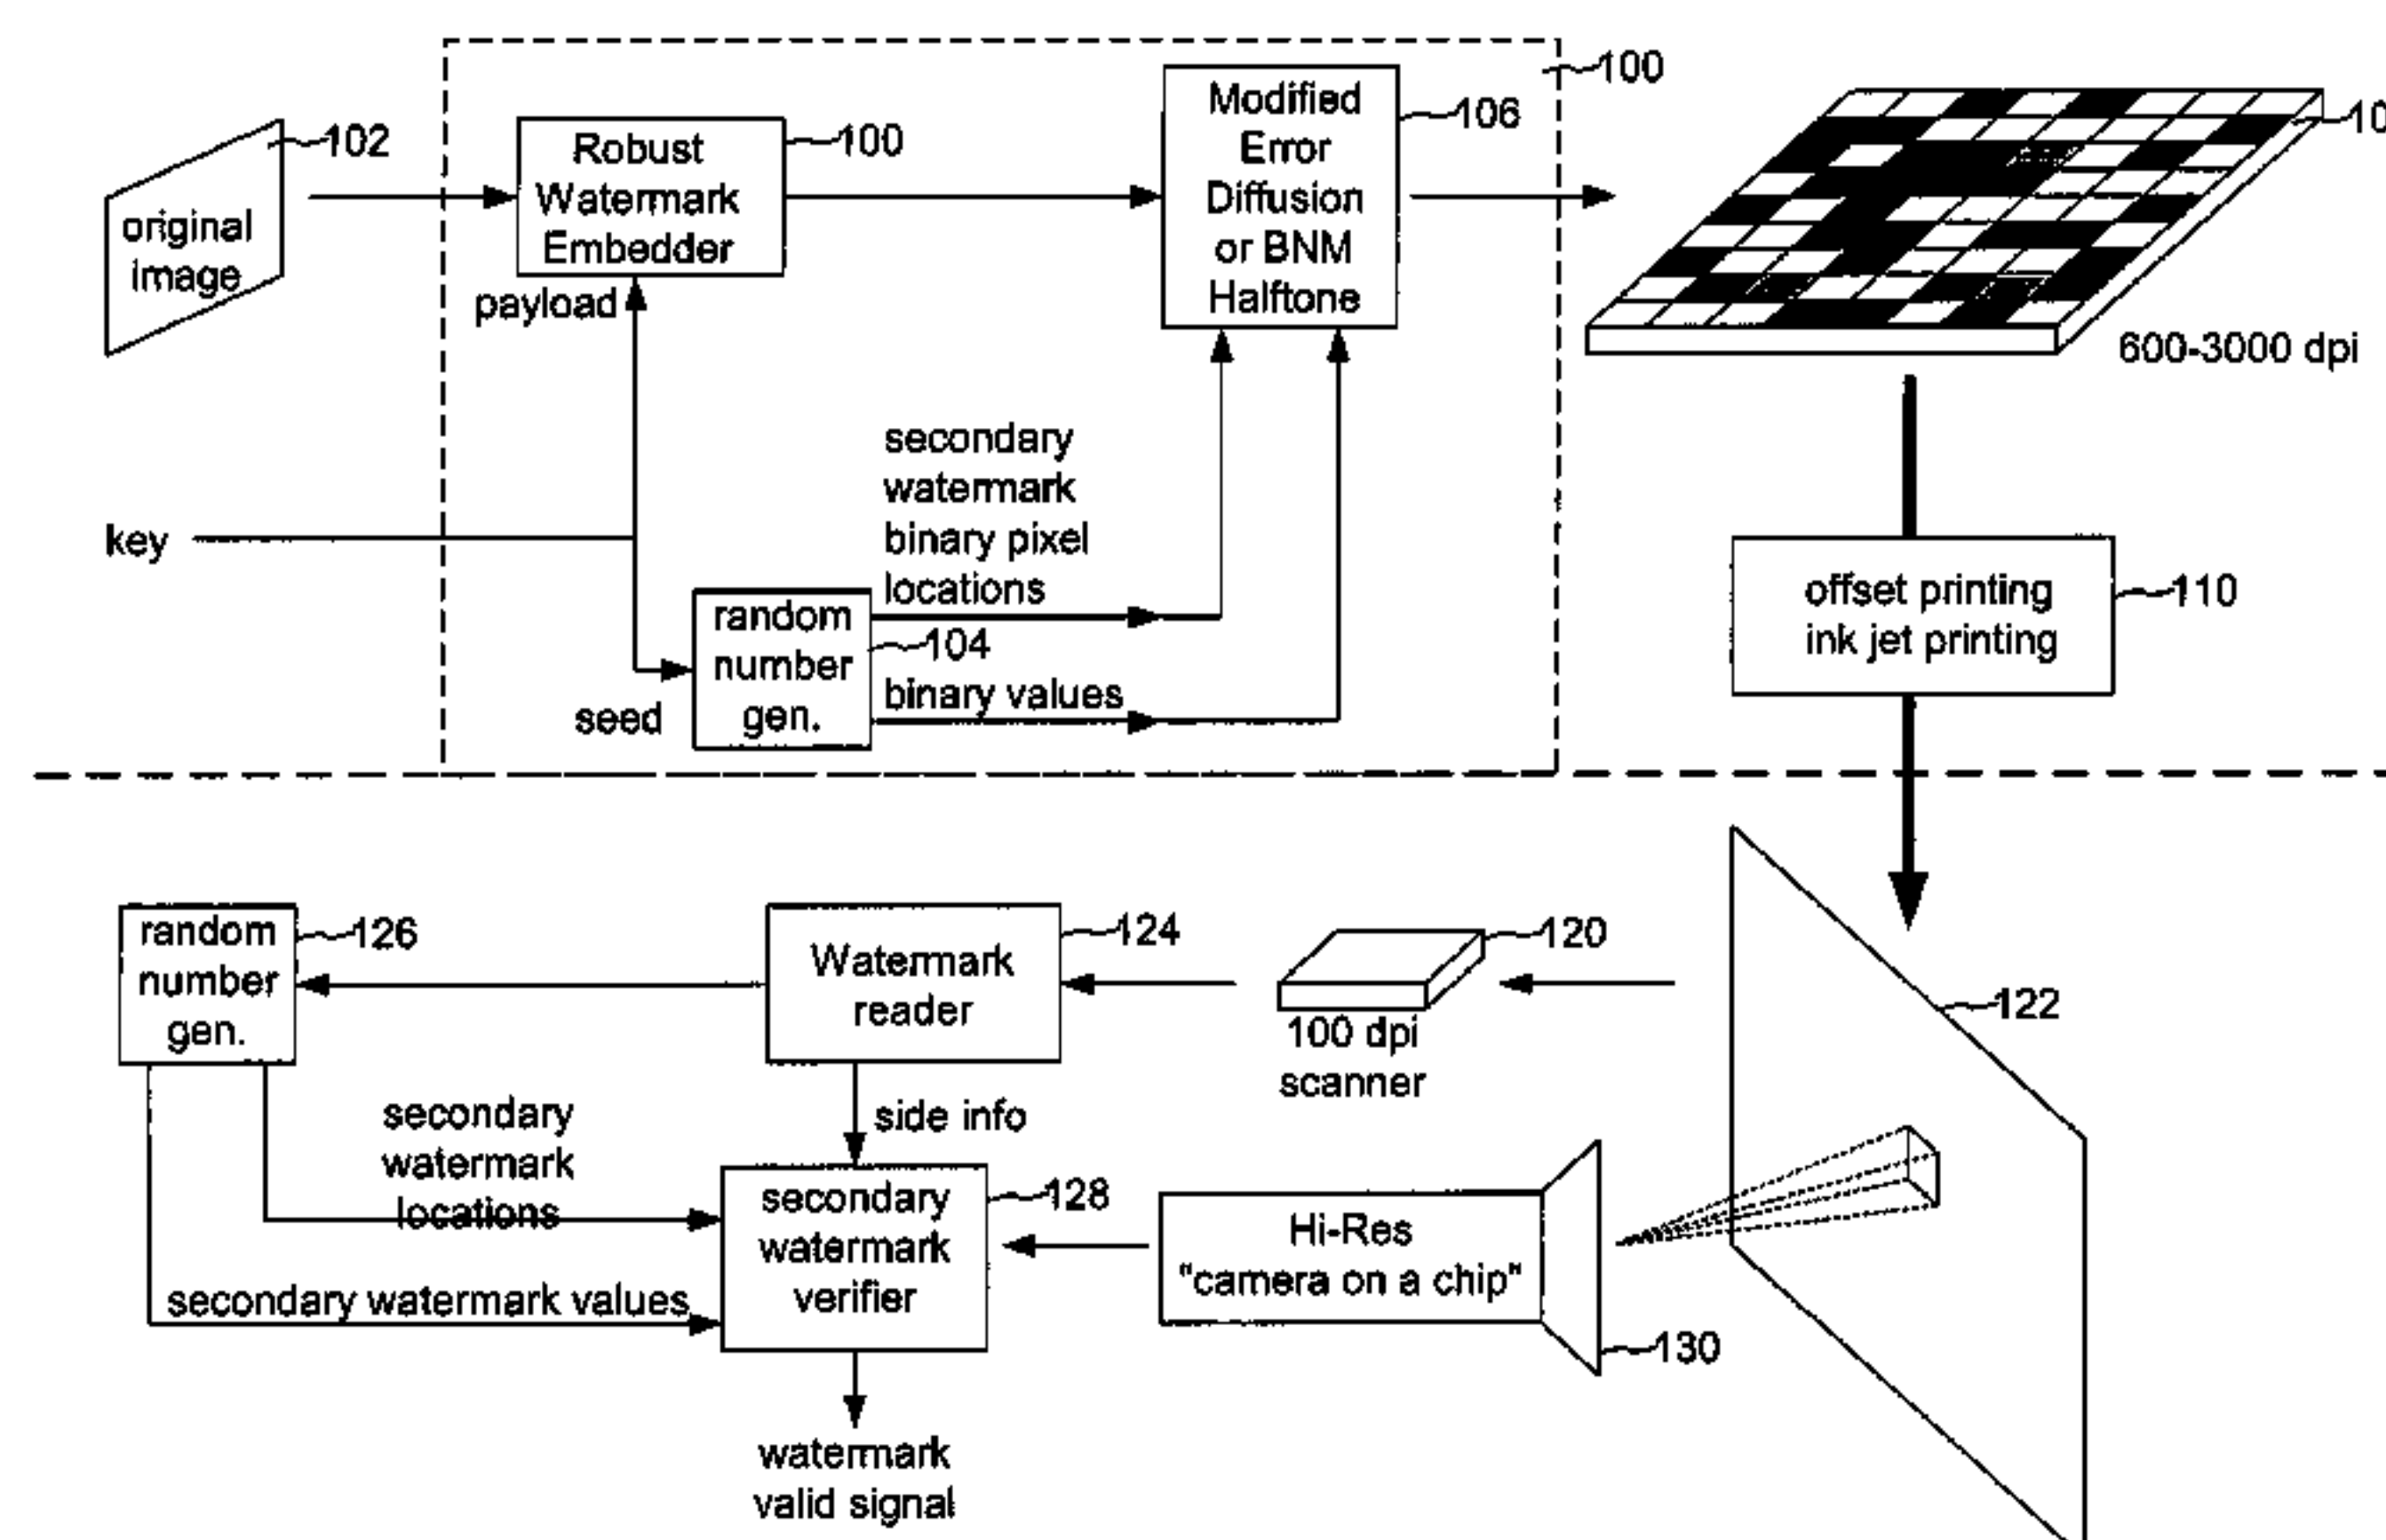 100
102
original
image
Robust
Watermark
Embedder
100
Modified
Error
Diffusion
or BNM
Halftone
106
10
600-3000 dpi
payload
key
secondary
watermark
binary pixel
locations
random
number
gen.
104
binary values
seed
offset printing
ink jet printing
110
random
number
gen.
126
Watermark
reader
124
120
100 dpi
scanner
122
side info
secondary
watermark
locations
secondary watermark values
secondary
watermark
verifier
128
Hi-Res
"camera on a chip"
130
watermark
valid signal